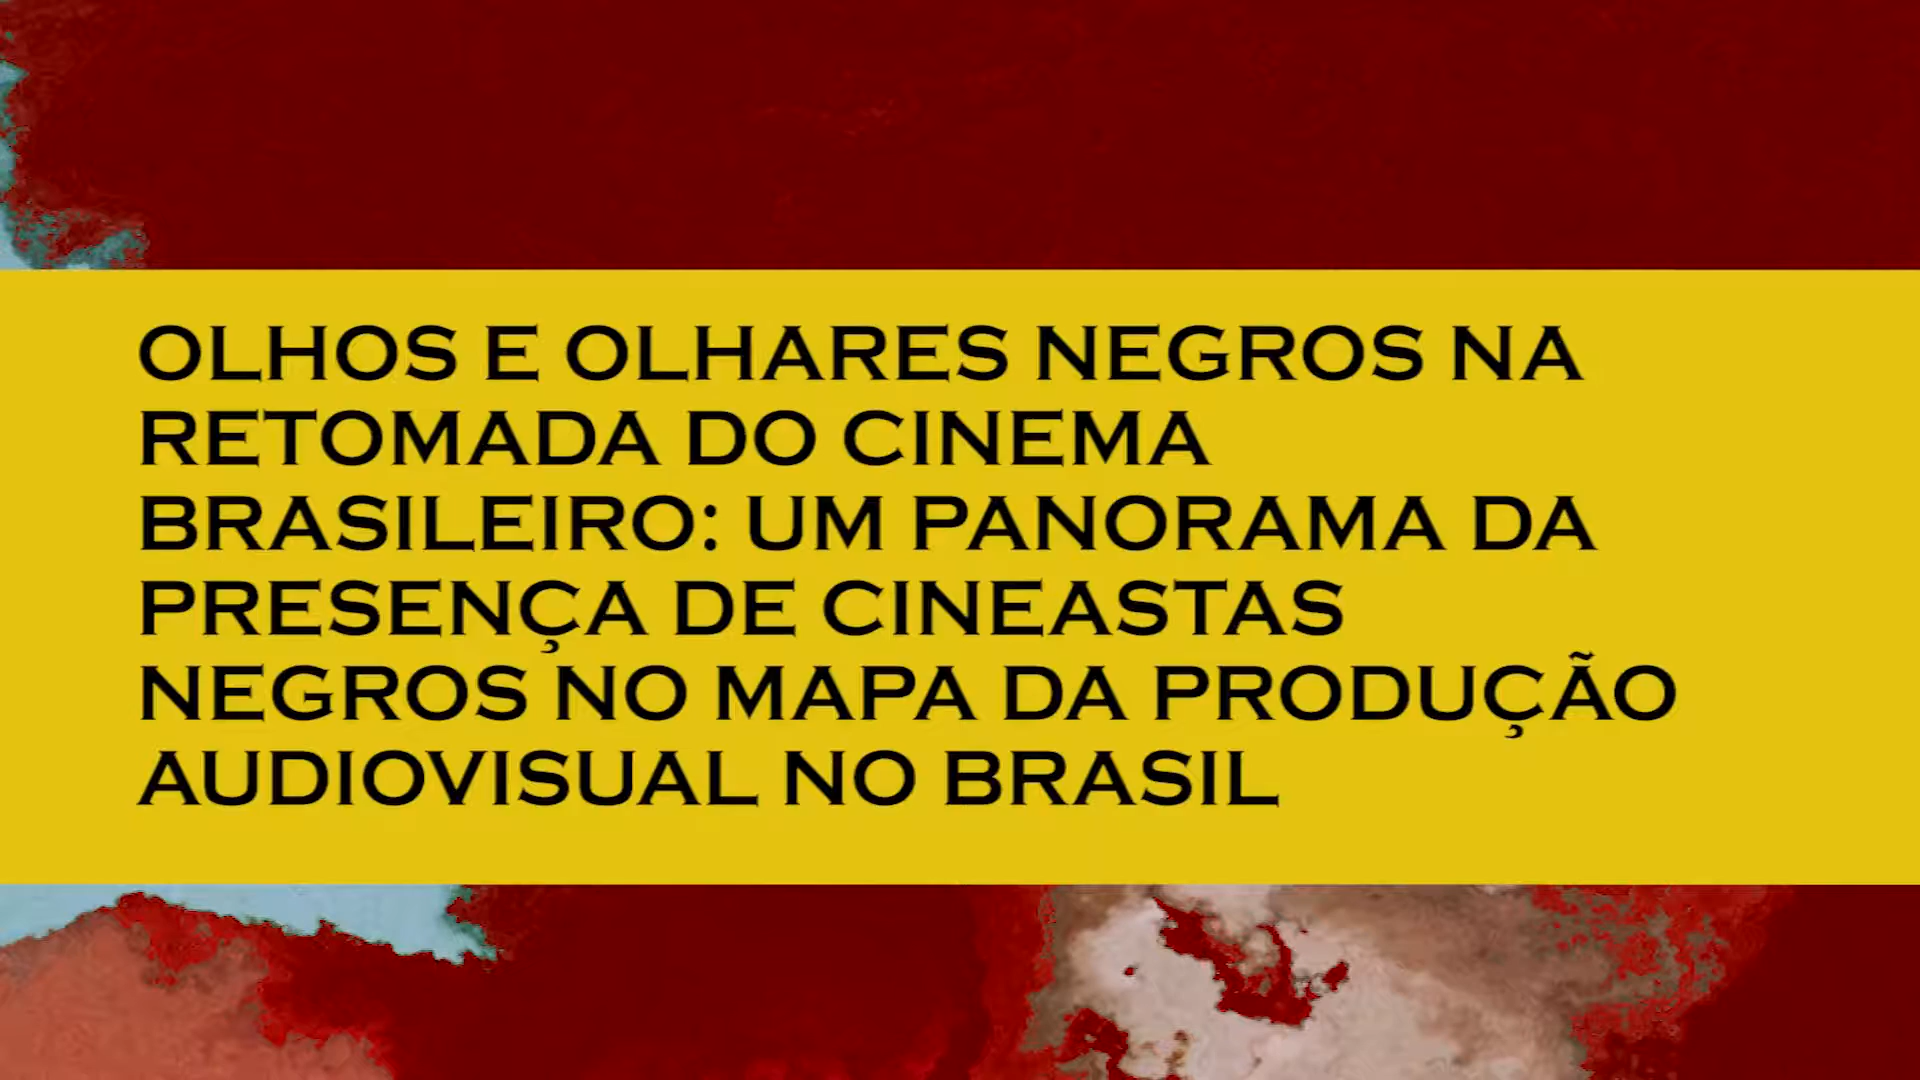 OLHOS E OLHARES NEGROS NA
RETOMADA DO CINEMA
BRASILEIRO: UM PANORAMA DA
PRESENÇA DE CINEASTAS
NEGROS NO MAPA DA PRODUÇÃO
AUDIOVISUAL NO BRASIL